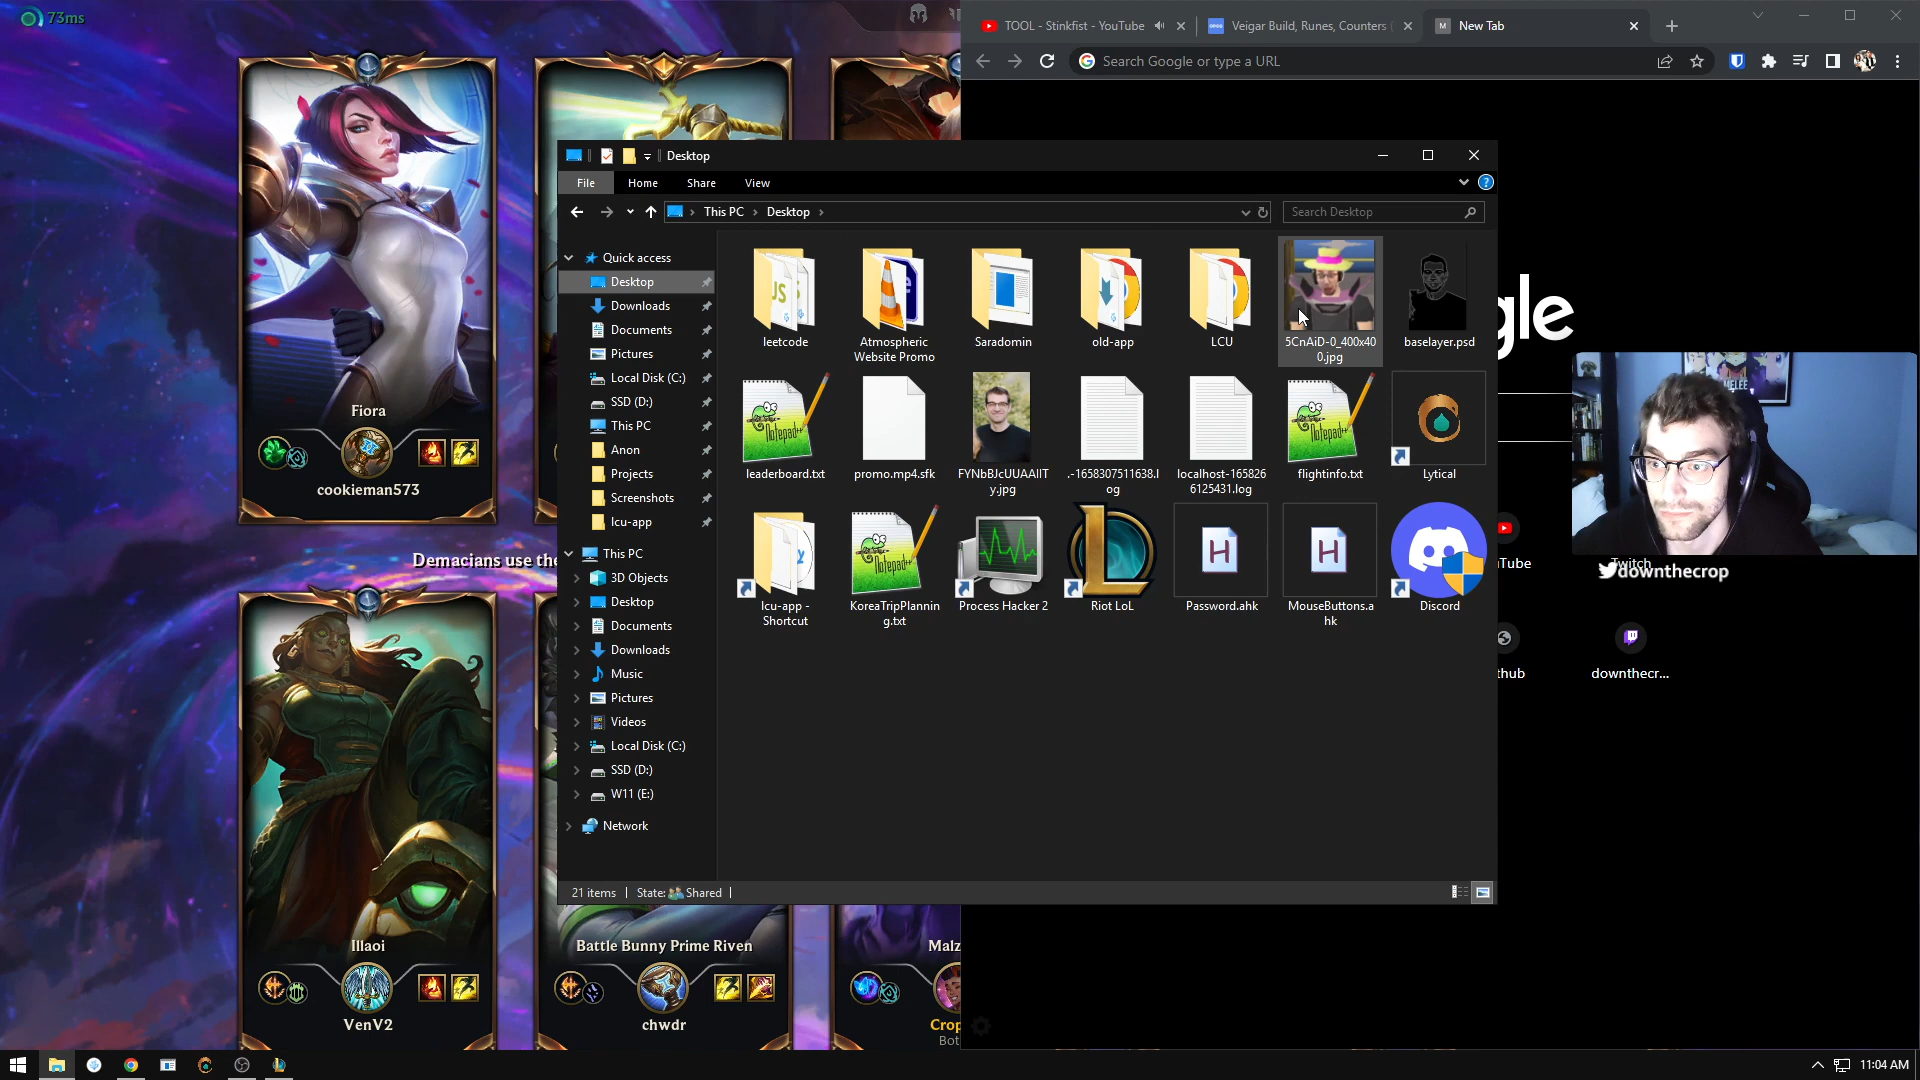 73ms
TOOL - Stinkfist - YouTube
Veigar Build, Runes, Counters (
New Tab
Search Google or type a URL
Desktop
File
Home
Share
View
This PC
Desktop
Search Desktop
Quick access
Desktop
Downloads
Documents
Pictures
Local Disk (C:)
SSD (D:)
This PC
Anon
Projects
Screenshots
lcu-app
This PC
3D Objects
Desktop
Documents
Downloads
Music
Pictures
Videos
Local Disk (C:)
SSD (D:)
W11 (E:)
Network
leetcode
Atmospheric
Website Promo
Saradomin
old-app
LCU
5CnAiD-0_400x40
0.jpg
baselayer.psd
leaderboard.txt
promo.mp4.sfk
FYNbBJcUUAAIIT
y.jpg
.-1658307511638.l
og
localhost-165826
6125431.log
flightinfo.txt
Lytical
lcu-app -
Shortcut
KoreaTripPlannin
g.txt
Process Hacker 2
Riot LoL
Password.ahk
MouseButtons.a
hk
Discord
21 items
State:
Shared
Fiora
cookieman573
Demacians use the
Illaoi
VenV2
Battle Bunny Prime Riven
chwdr
Malz
Crop
Bot
gle
MELEE
Tube
Twitch
downthecrop
thub
downthecr...
11:04 AM